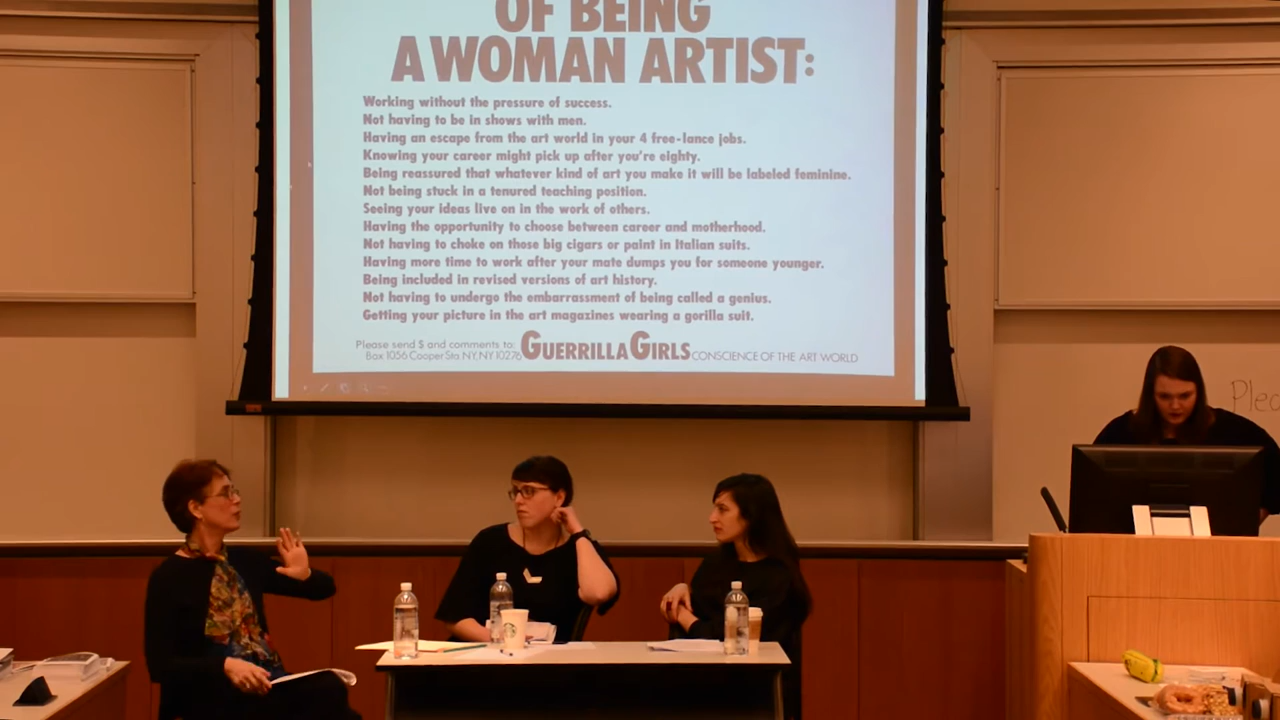 OF BEING
A WOMAN ARTIST:
Working without the pressure of success.
Not having to be in shows with men.
Having an escape from the art world in your 4 free-lance jobs.
Knowing your career might pick up after you're eighty.
Being reassured that whatever kind of art you make it will be labeled feminine.
Not being stuck in a tenured teaching position.
Seeing your ideas live on in the work of others.
Having the opportunity to choose between career and motherhood.
Not having to choke on those big cigars or paint in Italian suits.
Having more time to work after your mate dumps you for someone younger.
Being included in revised versions of art history.
Not having to undergo the embarrassment of being called a genius.
Getting your picture in the art magazines wearing a gorilla suit.
Please send $ and comments to:
Box 1056 Cooper Sta. NY, NY 10276
GUERRILLA GIRLS CONSCIENCE OF THE ART WORLD